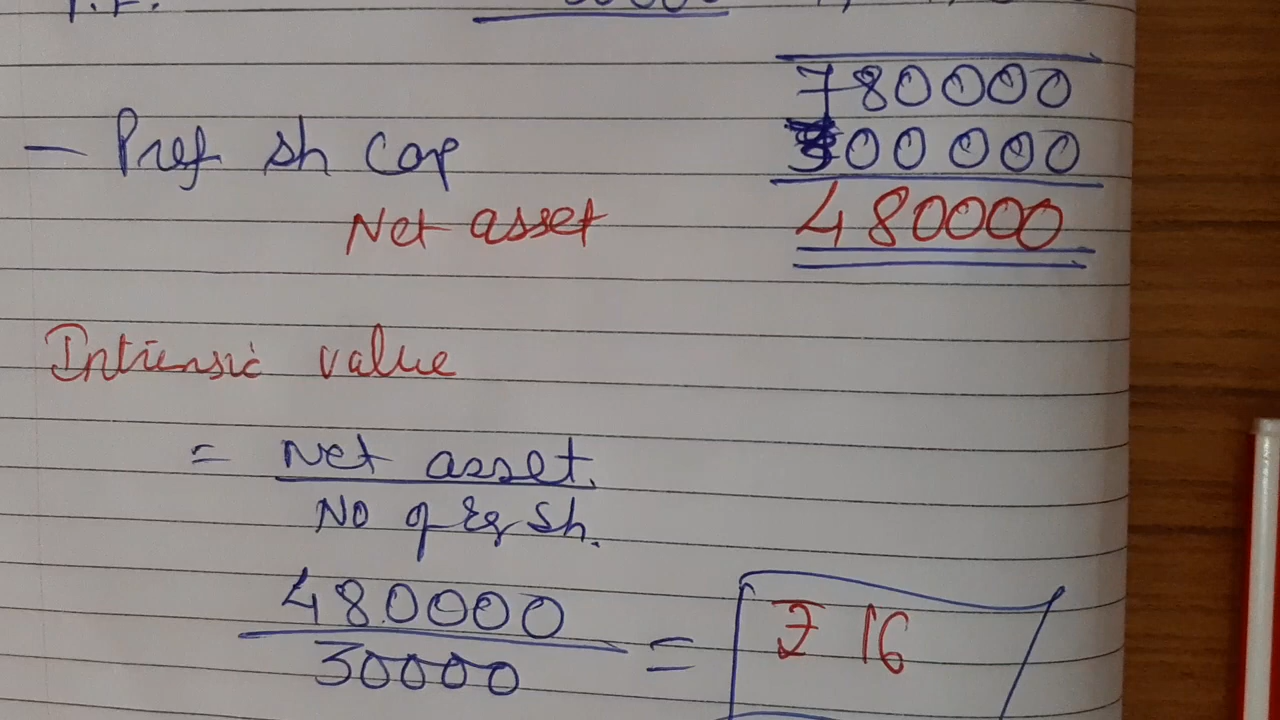 780000
- Pref sh cap 300000
Net asset 480000
Intrinsic value
= Net asset.
No of Eq Sh.
480000
30000
= ₹ 16